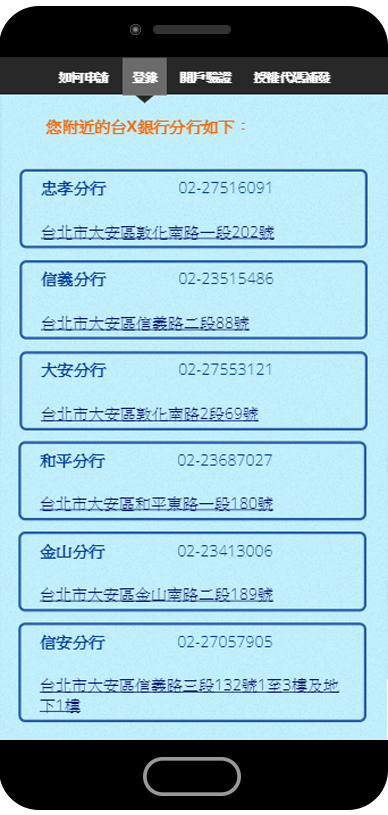 如何申請 登錄 開戶驗證 授權代碼補發
您附近的台X銀行分行如下：
忠孝分行 02-27516091
台北市大安區敦化南路一段202號
信義分行 02-23515486
台北市大安區信義路二段88號
大安分行 02-27553121
台北市大安區敦化南路2段69號
和平分行 02-23687027
台北市大安區和平東路一段180號
金山分行 02-23413006
台北市大安區金山南路二段189號
信安分行 02-27057905
台北市大安區信義路三段132號1至3樓及地
下1樓